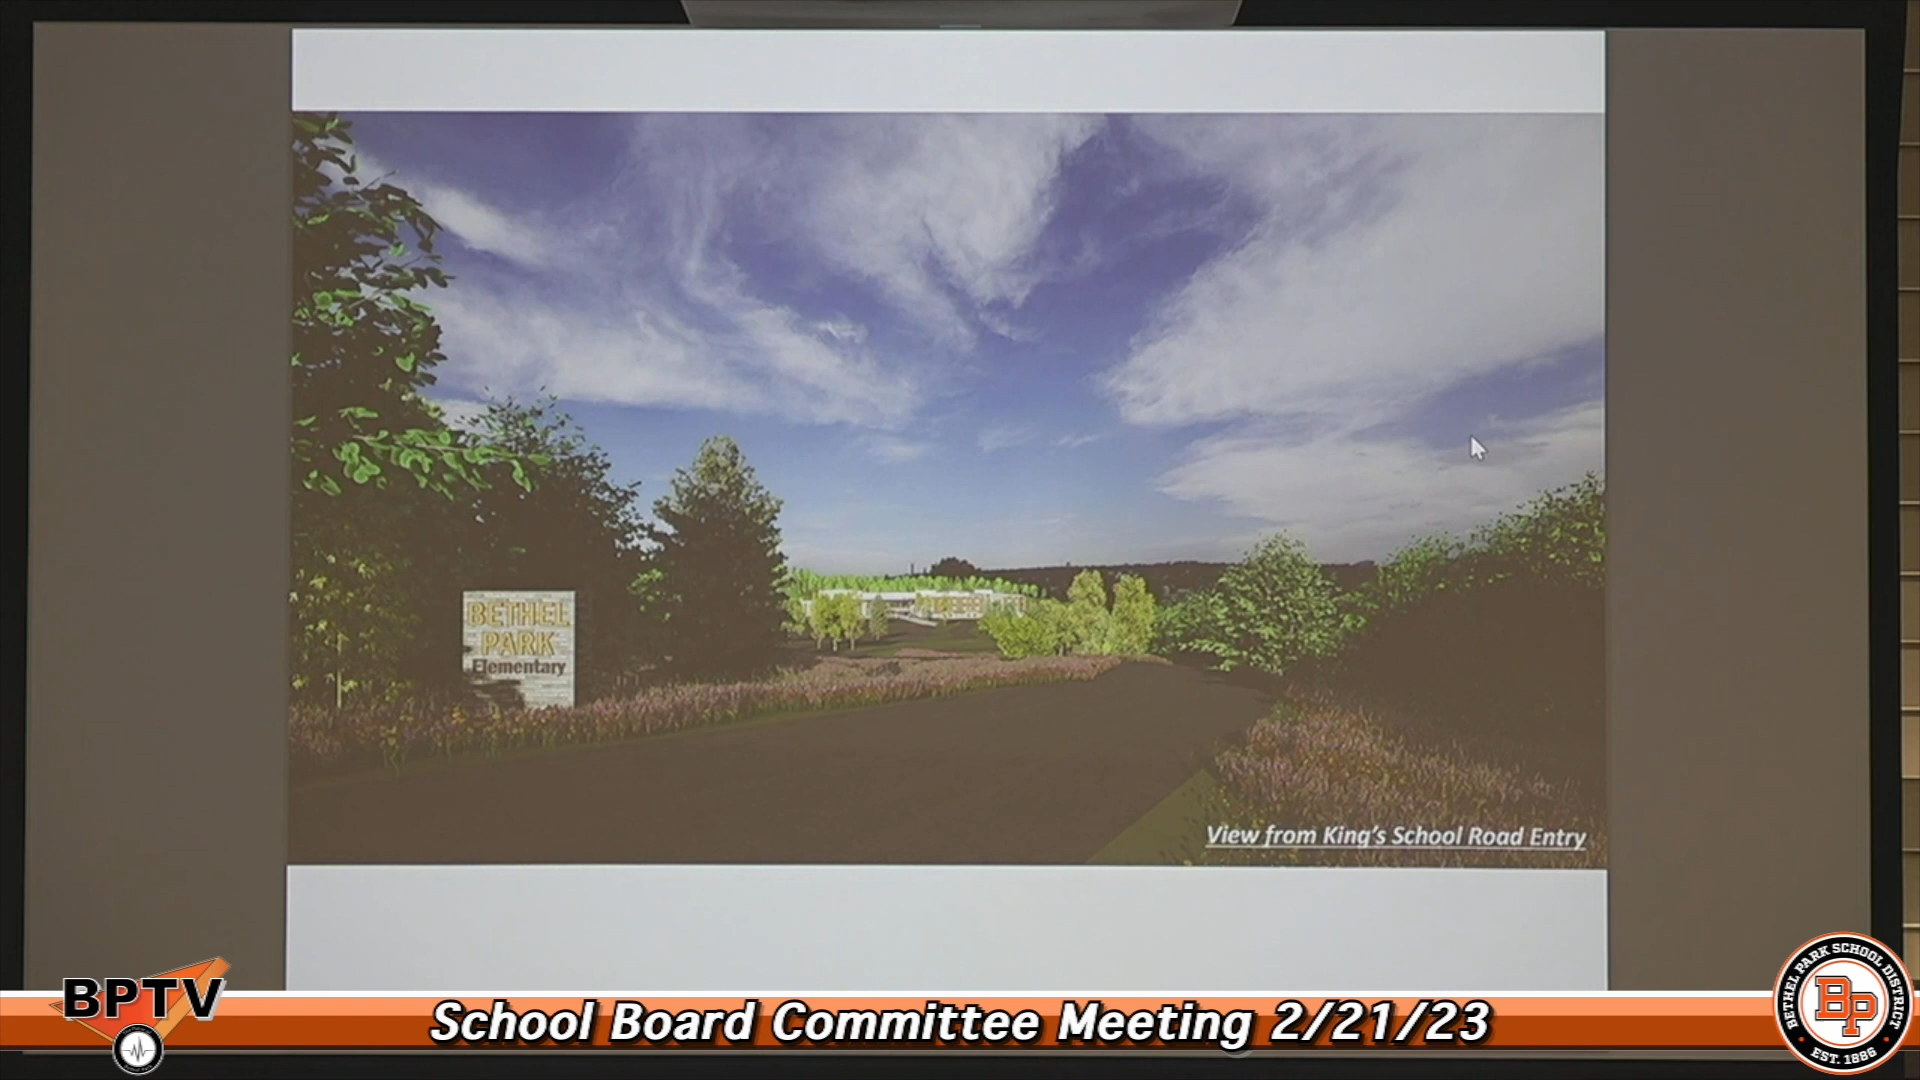 BETHEL
PARK
Elementary
View from King's School Road Entry
BPTV
School Board Committee Meeting 2/21/23
BETHEL PARK SCHOOL DISTRICT
BP
EST. 1886